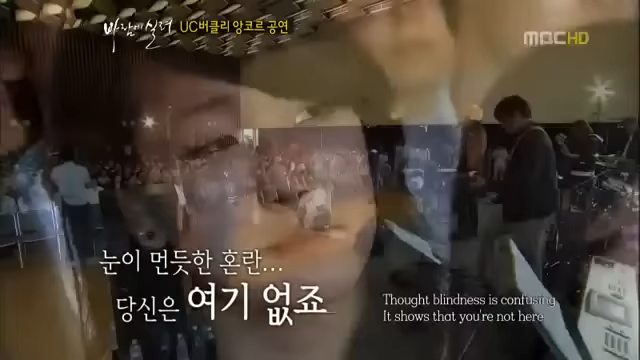 바람에 실려 UC버클리 앙코르 공연
MBC HD
눈이 먼듯한 혼란...
당신은 여기 없죠
Thought blindness is confusing
It shows that you're not here